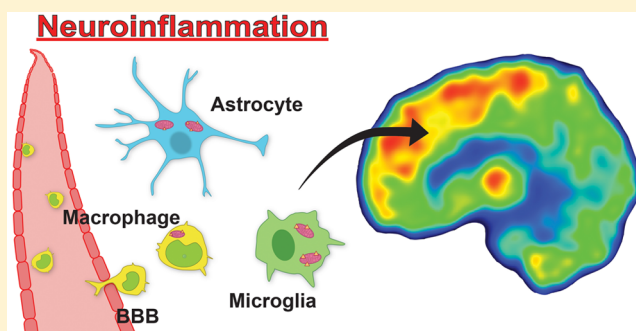 Neuroinflammation
Astrocyte
Macrophage
Microglia
BBB